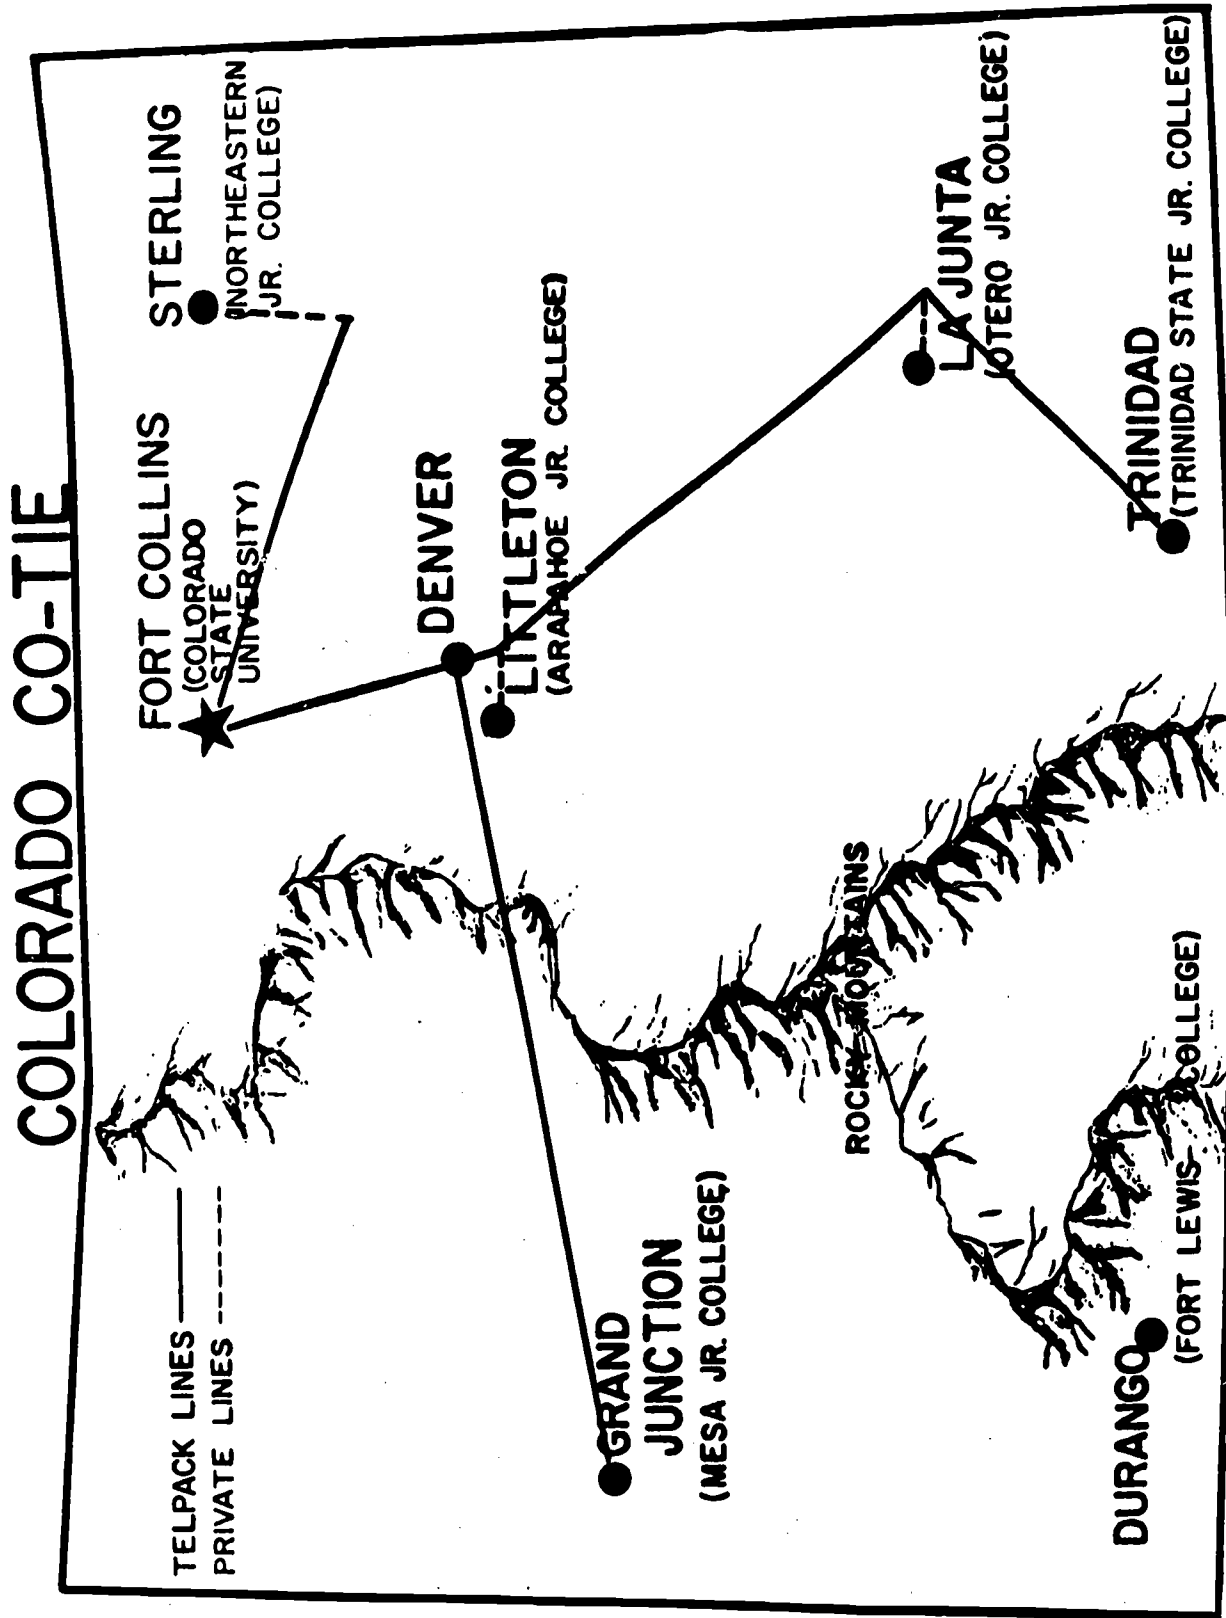 COLORADO CO-TIE
TELPACK LINES
PRIVATE LINES
FORT COLLINS
(COLORADO
STATE
UNIVERSITY)
STERLING
(NORTHEASTERN
JR. COLLEGE)
DENVER
LITTLETON
(ARAPAHOE JR. COLLEGE)
GRAND
JUNCTION
(MESA JR. COLLEGE)
ROCKY MOUNTAINS
LA JUNTA
(OTERO JR. COLLEGE)
DURANGO
(FORT LEWIS COLLEGE)
TRINIDAD
(TRINIDAD STATE JR. COLLEGE)